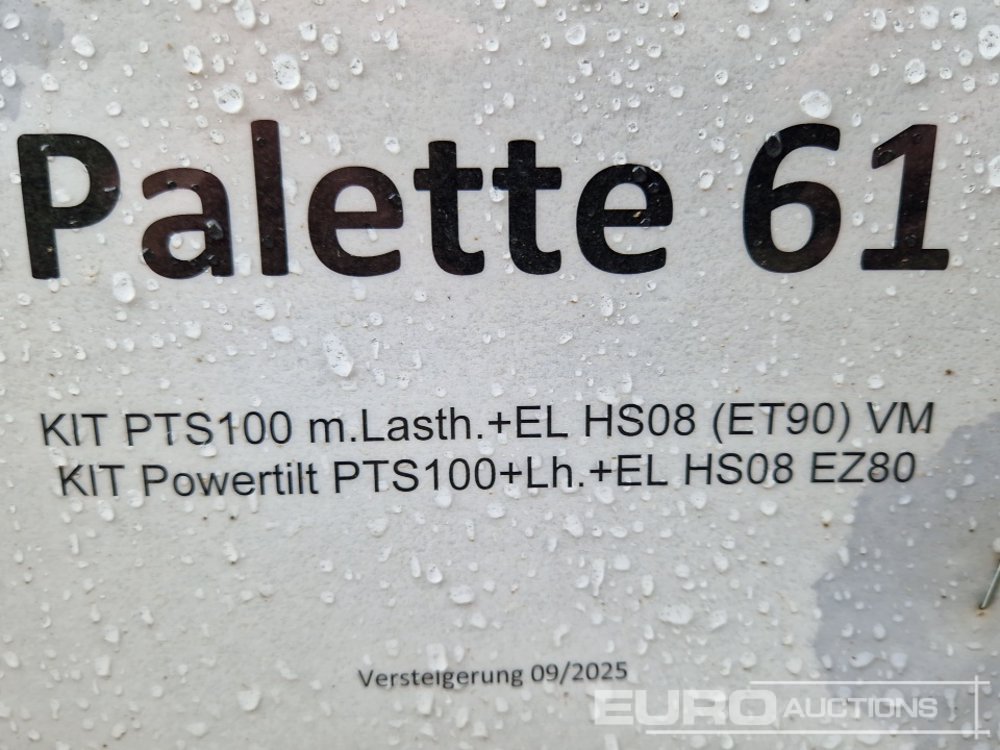 Palette 61
KIT PTS100 m.Lasth.+EL HS08 (ET90) VM
KIT Powertilt PTS100+Lh.+EL HS08 EZ80
Versteigerung 09/2025
EURO AUCTIONS